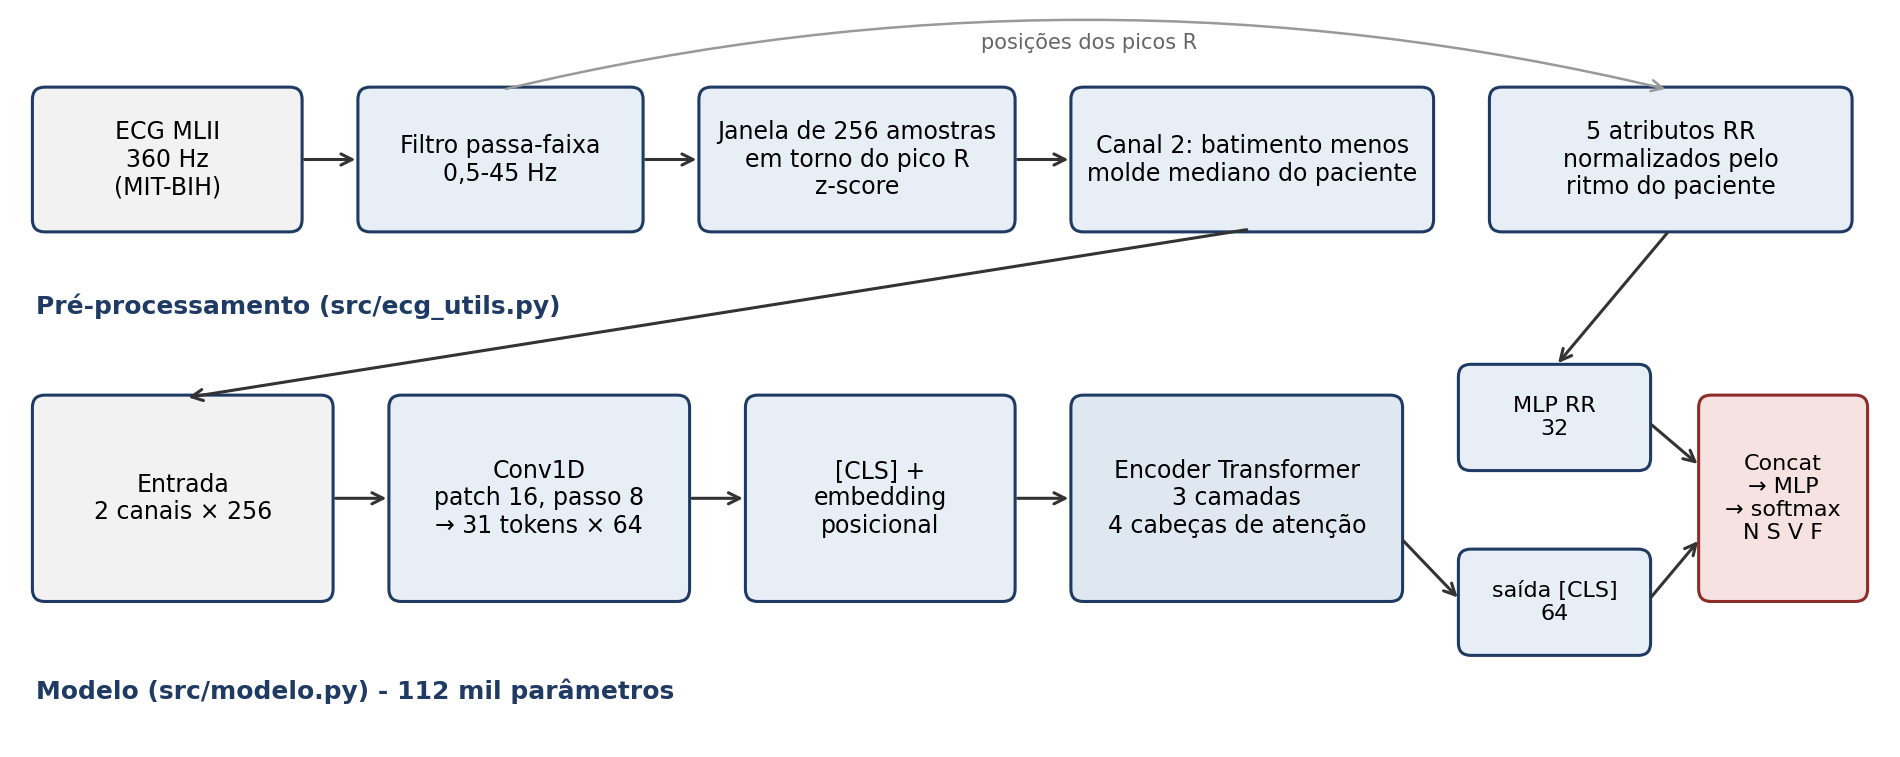 posições dos picos R
ECG MLII
360 Hz
(MIT-BIH)
Filtro passa-faixa
0,5-45 Hz
Janela de 256 amostras
em torno do pico R
z-score
Canal 2: batimento menos
molde mediano do paciente
5 atributos RR
normalizados pelo
ritmo do paciente
Pré-processamento (src/ecg_utils.py)
Entrada
2 canais × 256
Conv1D
patch 16, passo 8
→ 31 tokens × 64
[CLS] +
embedding
posicional
Encoder Transformer
3 camadas
4 cabeças de atenção
MLP RR
32
saída [CLS]
64
Concat
→ MLP
→ softmax
N S V F
Modelo (src/modelo.py) - 112 mil parâmetros